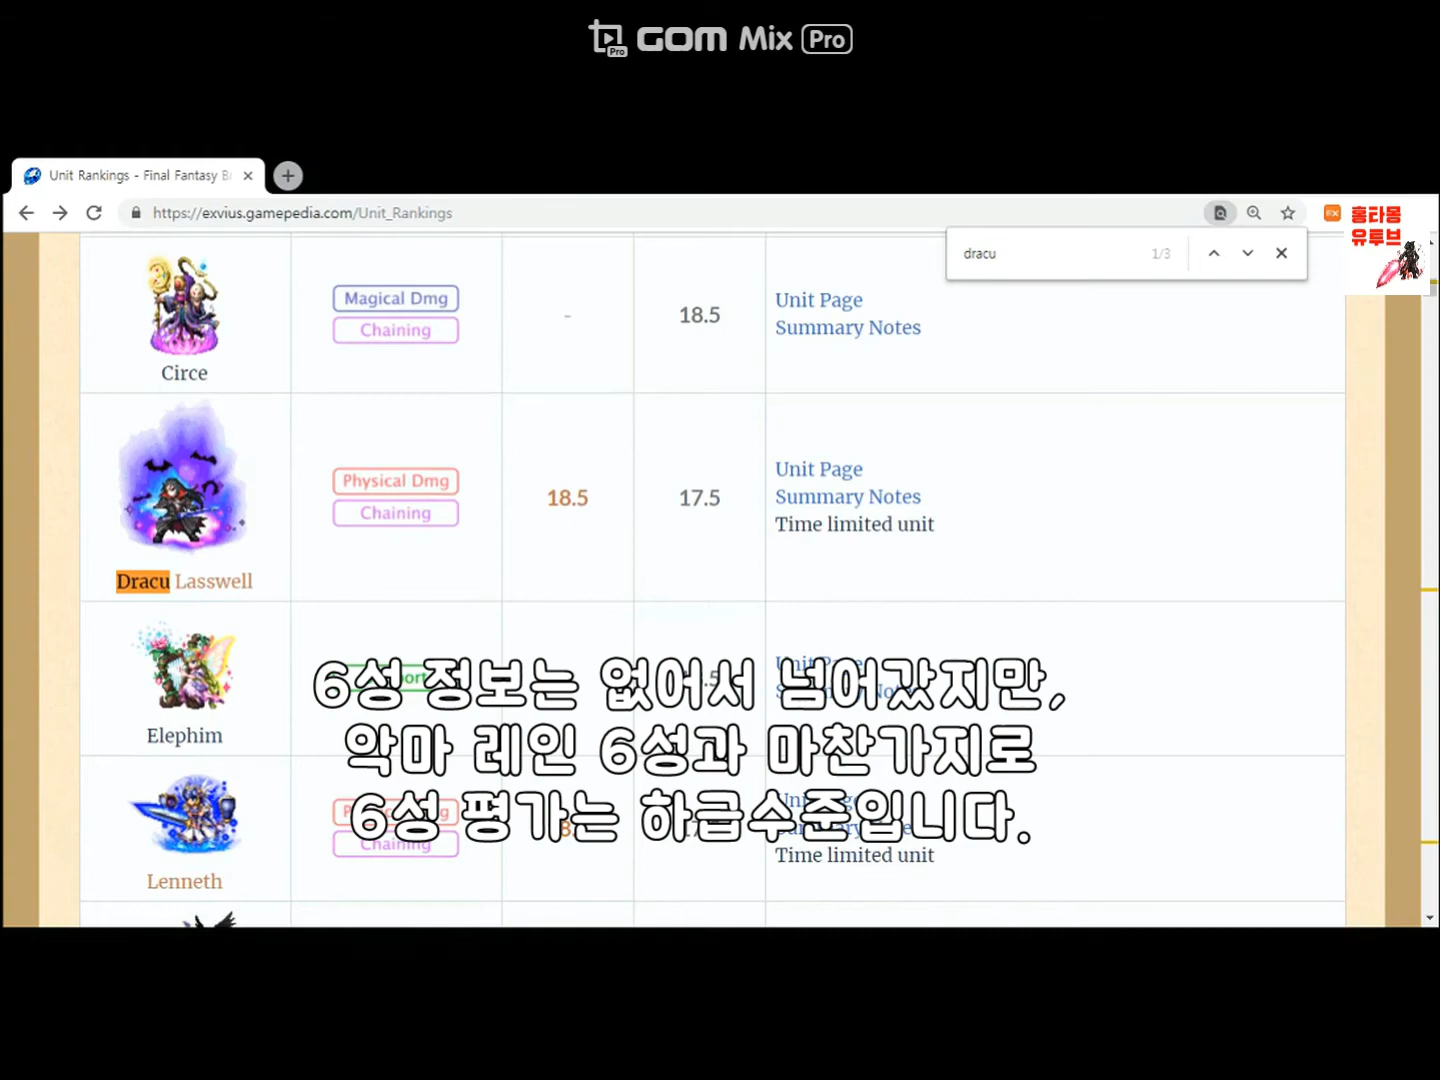 GOM Mix Pro
Unit Rankings - Final Fantasy B
https://exvius.gamepedia.com/Unit_Rankings
홍타몽
유투브
dracu 1/3
Magical Dmg
Chaining
-
18.5
Unit Page
Summary Notes
Circe
Physical Dmg
Chaining
18.5
17.5
Unit Page
Summary Notes
Time limited unit
Dracu Lasswell
6성 정보는 없어서 넘어갔지만,
악마 레인 6성과 마찬가지로
6성 평가는 하급수준입니다.
Elephim
Chaining
Time limited unit
Lenneth